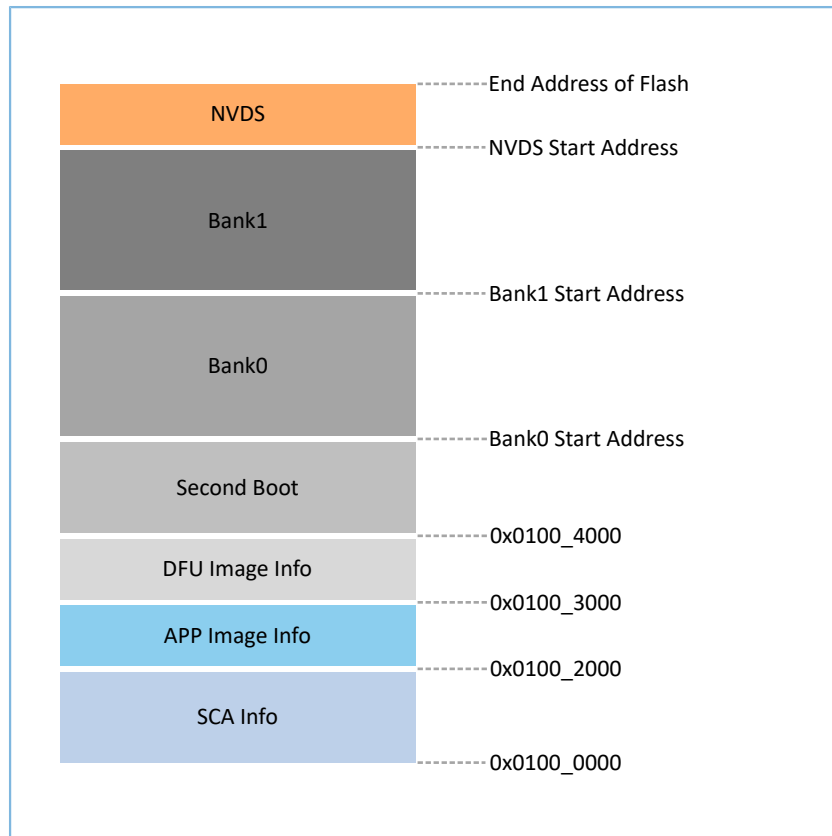 End Address of Flash
NVDS
NVDS Start Address
Bank1
Bank1 Start Address
Bank0
Bank0 Start Address
Second Boot
0x0100_4000
DFU Image Info
0x0100_3000
APP Image Info
0x0100_2000
SCA Info
0x0100_0000